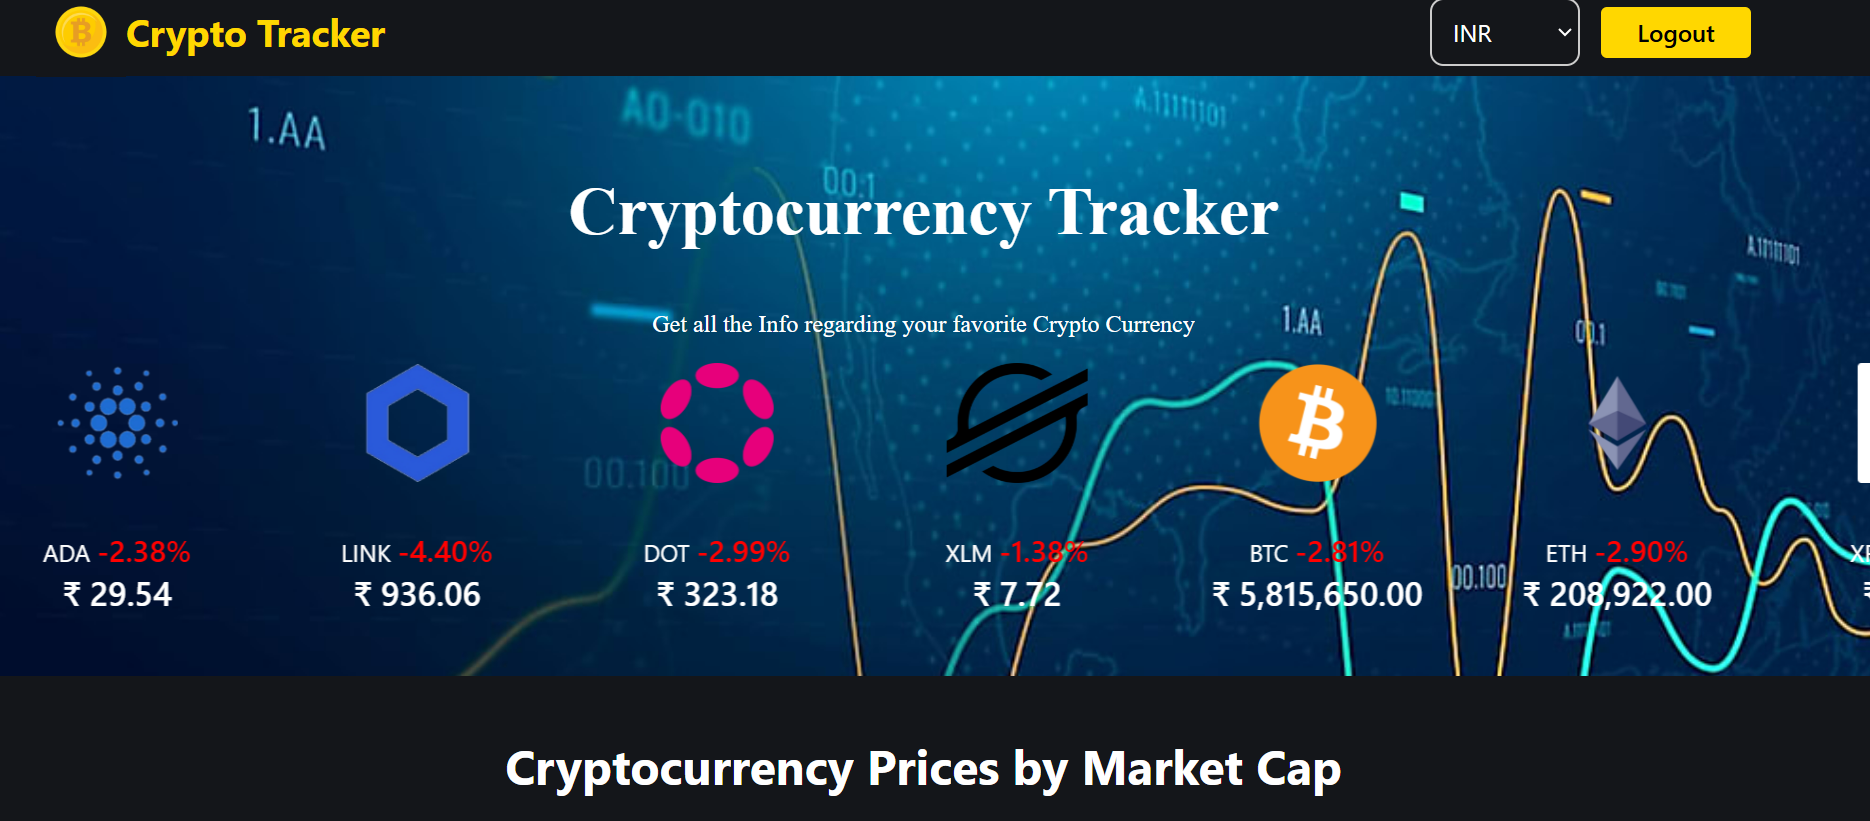 Crypto Tracker
INR
Logout
1.AA
AO-010
A.11111101
00:1
Cryptocurrency Tracker
A.11111101
Get all the Info regarding your favorite Crypto Currency
1.AA
00.1
00.100
ADA -2.38%
LINK -4.40%
DOT -2.99%
XLM -1.38%
BTC -2.81%
ETH -2.90%
₹ 29.54
₹ 936.06
₹ 323.18
₹ 7.72
₹ 5,815,650.00
00.100
₹ 208,922.00
Cryptocurrency Prices by Market Cap